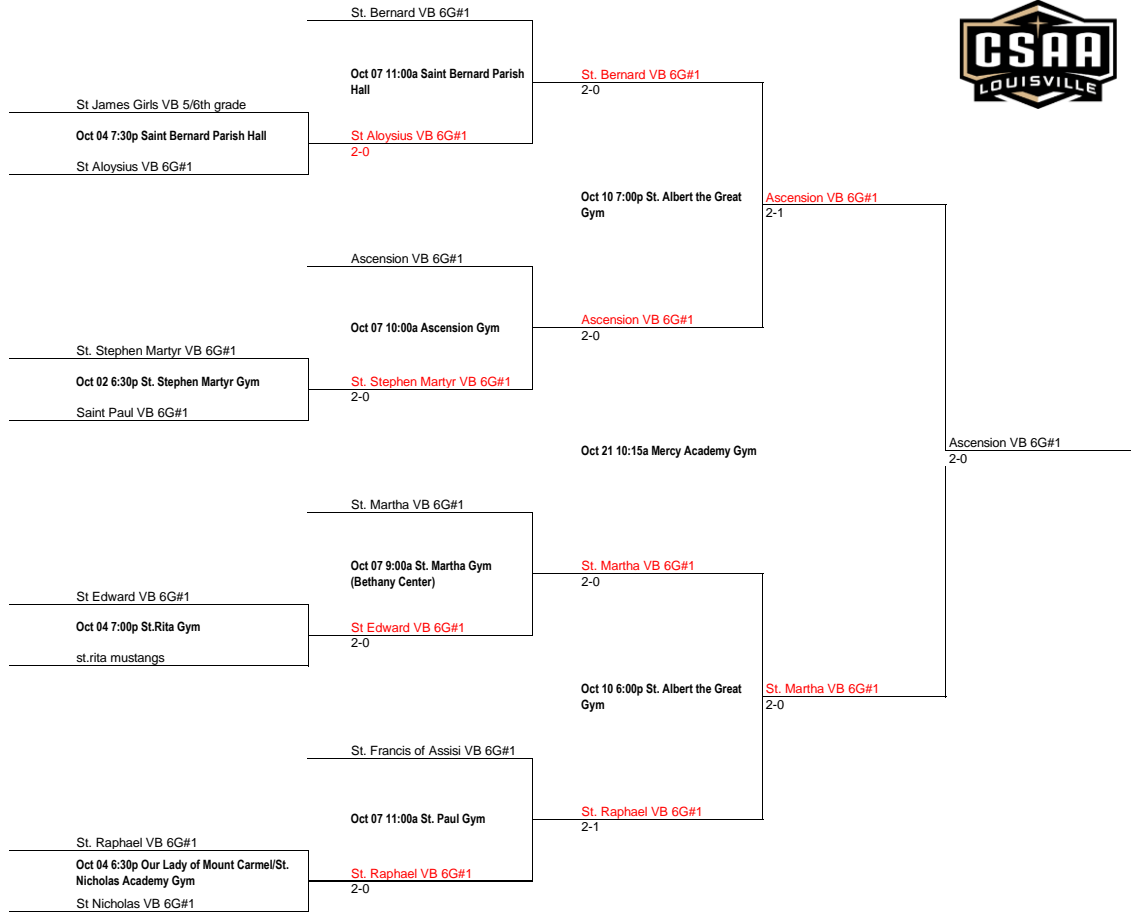 St. Bernard VB 6G#1
CSAA
LOUISVILLE
Oct 07 11:00a Saint Bernard Parish
Hall
St. Bernard VB 6G#1
2-0
St James Girls VB 5/6th grade
Oct 04 7:30p Saint Bernard Parish Hall
St Aloysius VB 6G#1
2-0
St Aloysius VB 6G#1
Oct 10 7:00p St. Albert the Great
Gym
Ascension VB 6G#1
2-1
Ascension VB 6G#1
Oct 07 10:00a Ascension Gym
Ascension VB 6G#1
2-0
St. Stephen Martyr VB 6G#1
Oct 02 6:30p St. Stephen Martyr Gym
St. Stephen Martyr VB 6G#1
2-0
Saint Paul VB 6G#1
Oct 21 10:15a Mercy Academy Gym
Ascension VB 6G#1
2-0
St. Martha VB 6G#1
Oct 07 9:00a St. Martha Gym
(Bethany Center)
St. Martha VB 6G#1
2-0
St Edward VB 6G#1
Oct 04 7:00p St.Rita Gym
St Edward VB 6G#1
2-0
st.rita mustangs
Oct 10 6:00p St. Albert the Great
Gym
St. Martha VB 6G#1
2-0
St. Francis of Assisi VB 6G#1
Oct 07 11:00a St. Paul Gym
St. Raphael VB 6G#1
2-1
St. Raphael VB 6G#1
Oct 04 6:30p Our Lady of Mount Carmel/St.
Nicholas Academy Gym
St. Raphael VB 6G#1
2-0
St Nicholas VB 6G#1